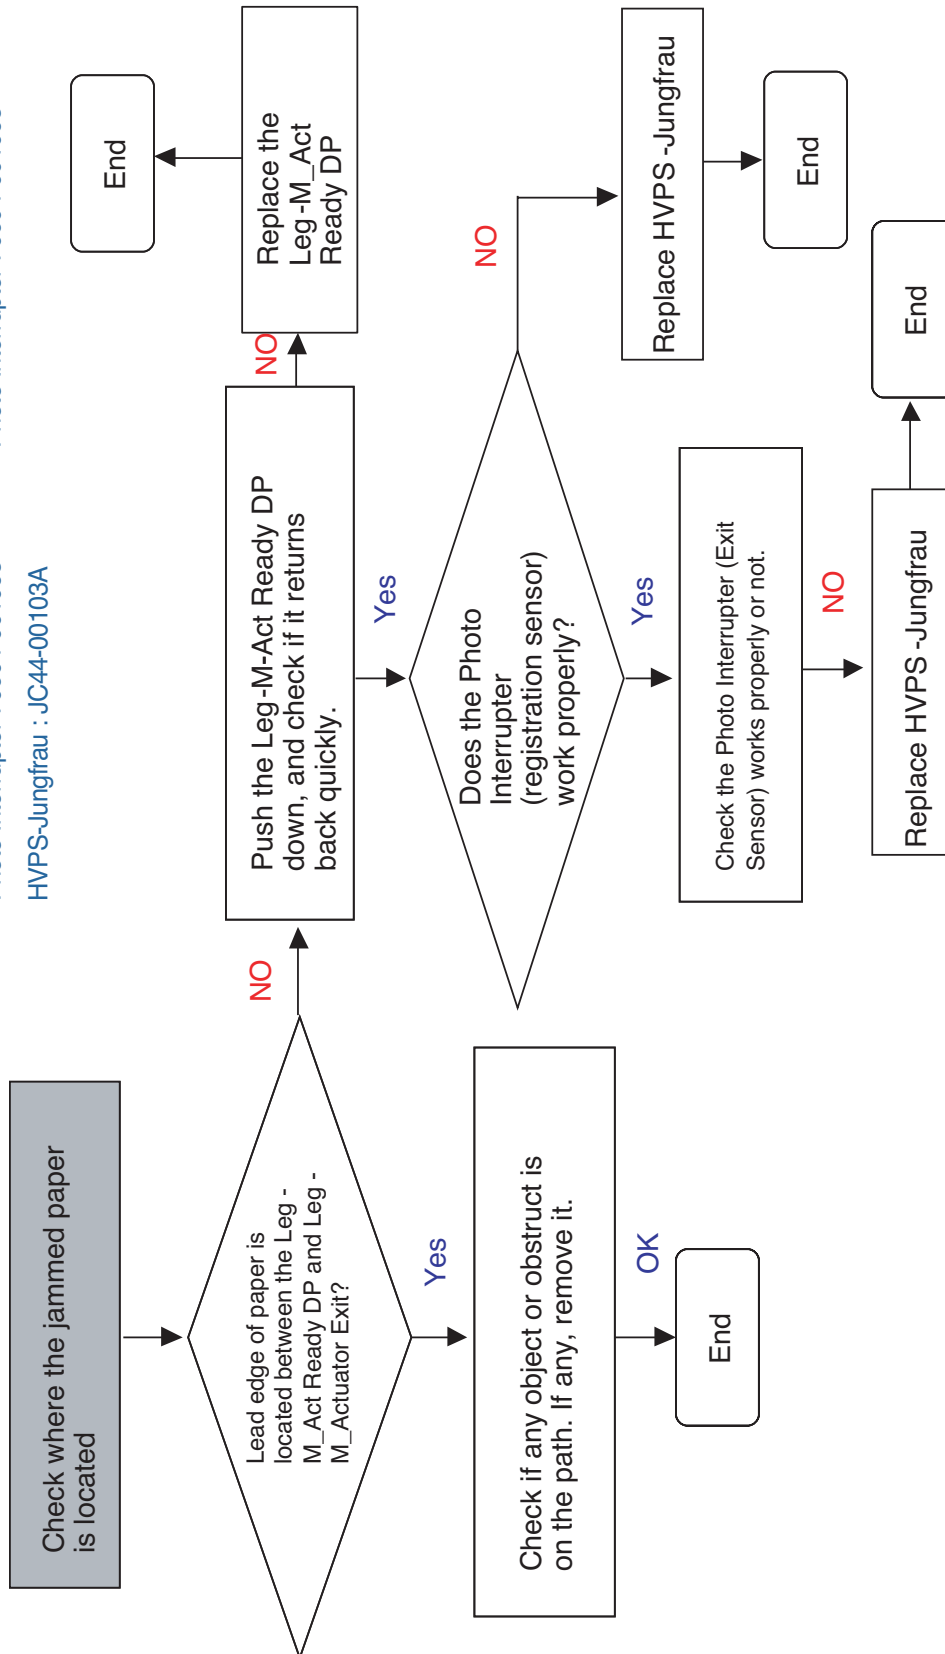 HVPS-Jungfrau : JC44-00103A
Check where the jammed paper
is located
Lead edge of paper is
located between the Leg -
M_Act Ready DP and Leg -
M_Actuator Exit?
NO
Yes
Push the Leg-M-Act Ready DP
down, and check if it returns
back quickly.
NO
Yes
Replace the
Leg-M_Act
Ready DP
End
Check if any object or obstruct is
on the path. If any, remove it.
OK
End
Does the Photo
Interrupter
(registration sensor)
work properly?
NO
Yes
Replace HVPS -Jungfrau
End
Check the Photo Interrupter (Exit
Sensor) works properly or not.
NO
Replace HVPS -Jungfrau
End